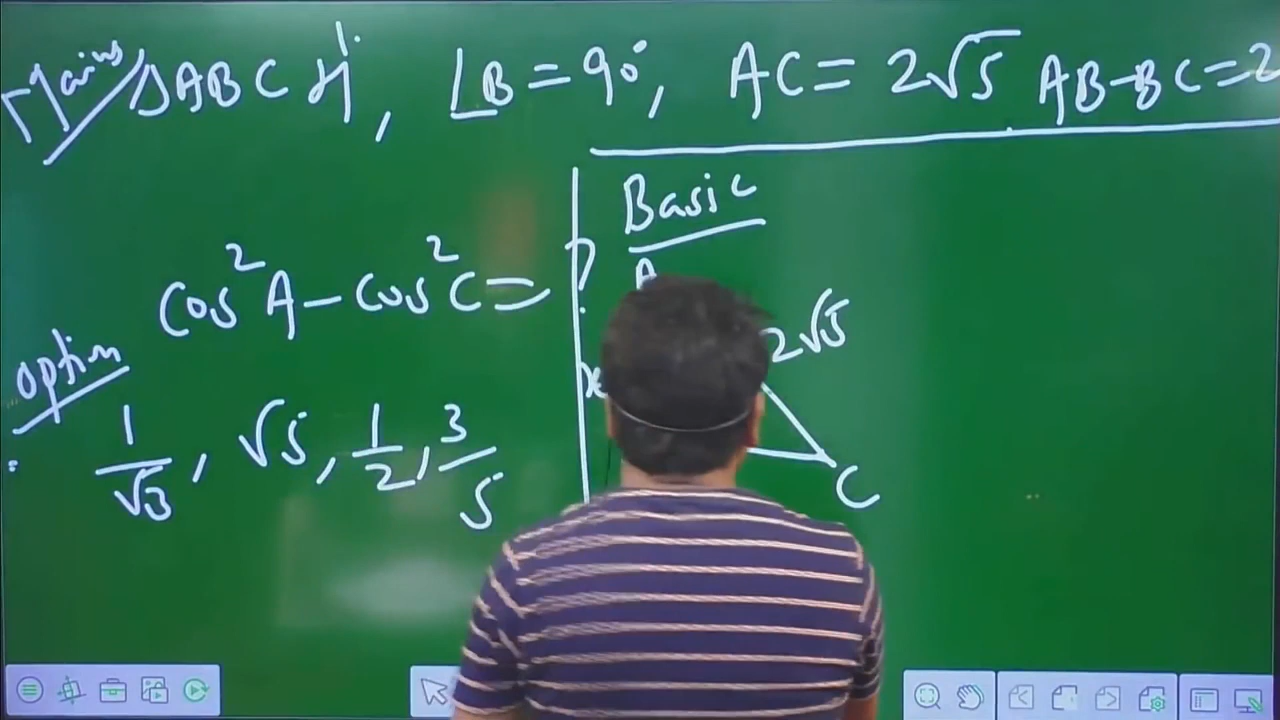 Mains ΔABC में, ∠B = 90°, AC = 2√5 AB - BC = 2
Basic
cos²A - cos²C = ?
A
2√5
option
1/√3, √5, 1/2, 3/5
C